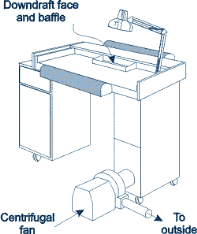 Downdraft face
and baffle
Centrifugal
fan
To
outside